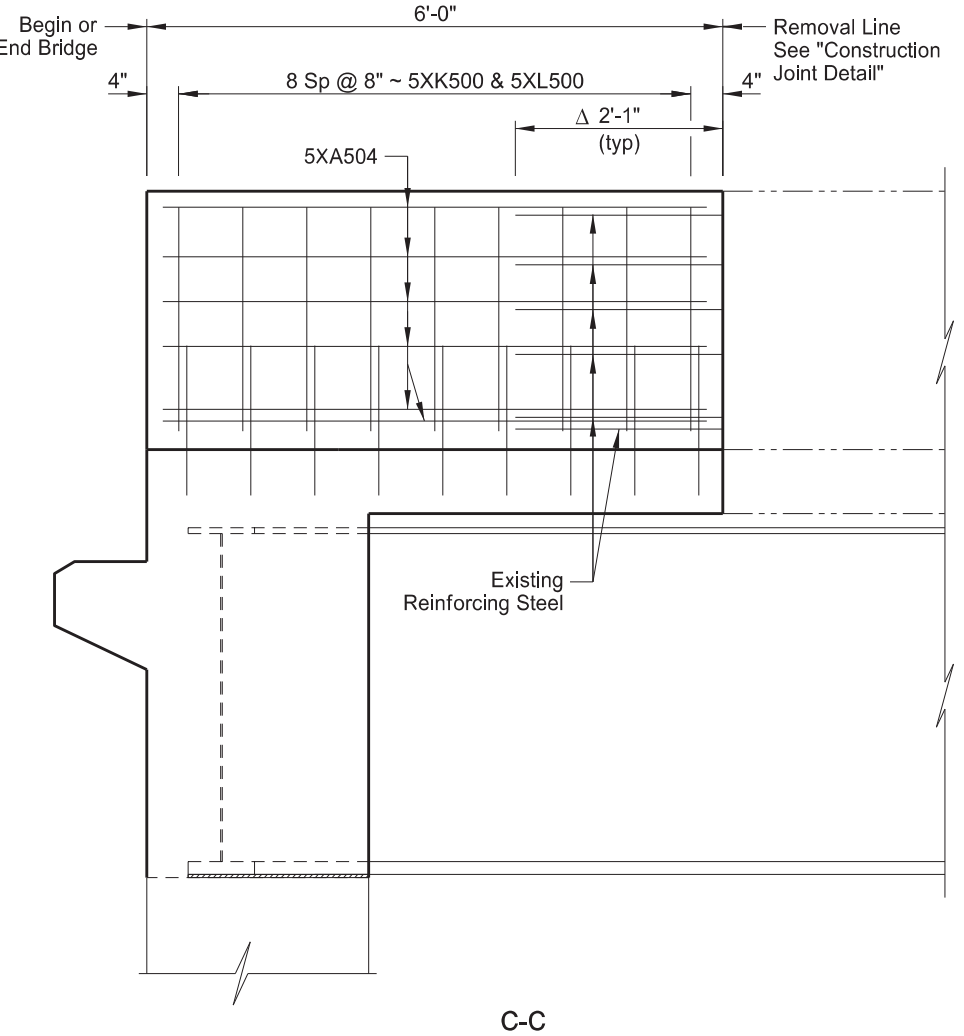 Begin or
End Bridge
6'-0"
Removal Line
See "Construction
Joint Detail"
4"
8 Sp @ 8" ~ 5XK500 & 5XL500
4"
Δ 2'-1"
(typ)
5XA504
Existing
Reinforcing Steel
C-C